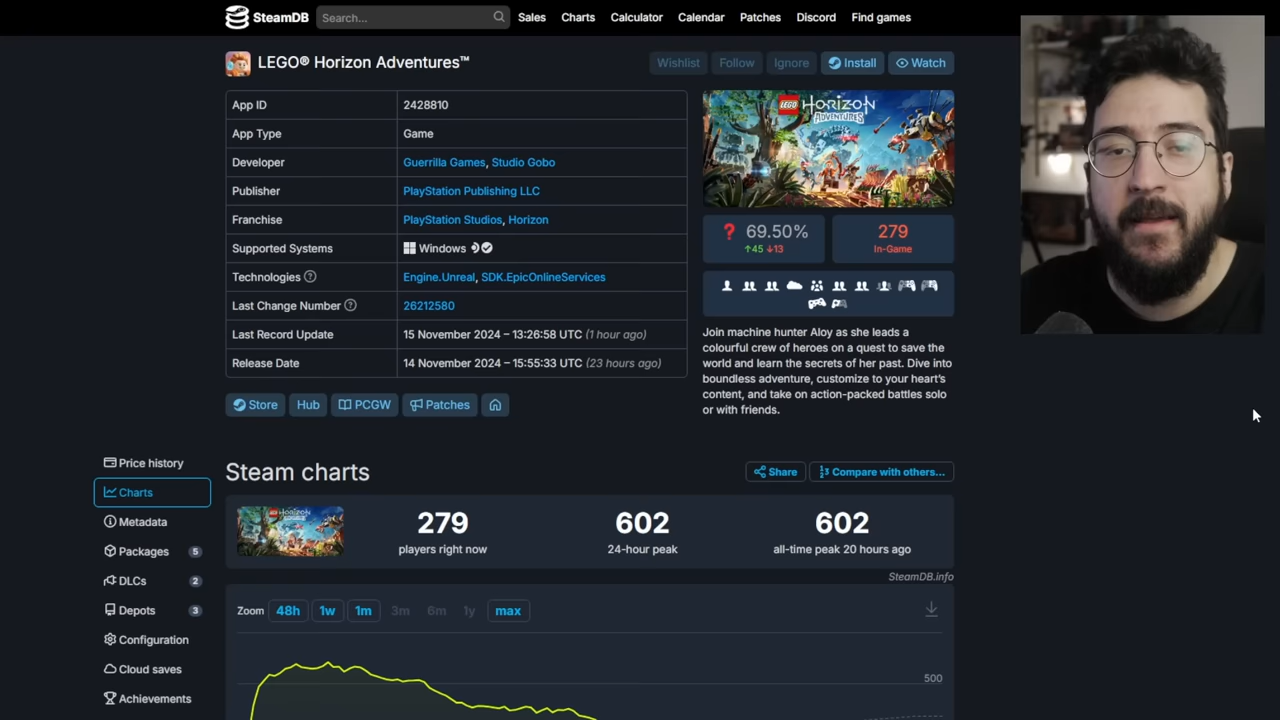 SteamDB Search... Sales Charts Calculator Calendar Patches Discord Find games
LEGO® Horizon Adventures™ Wishlist Follow Ignore Install Watch
App ID 2428810
App Type Game
Developer Guerrilla Games, Studio Gobo
Publisher PlayStation Publishing LLC
Franchise PlayStation Studios, Horizon
Supported Systems Windows
Technologies Engine.Unreal, SDK.EpicOnlineServices
Last Change Number 26212580
Last Record Update 15 November 2024 – 13:26:58 UTC (1 hour ago)
Release Date 14 November 2024 – 15:55:33 UTC (23 hours ago)
Store Hub PCGW Patches
LEGO HORIZON
ADVENTURES
? 69.50%
↑45 ↓13
279
In-Game
Join machine hunter Aloy as she leads a
colourful crew of heroes on a quest to save the
world and learn the secrets of her past. Dive into
boundless adventure, customize to your heart's
content, and take on action-packed battles solo
or with friends.
Price history
Charts
Metadata
Packages 5
DLCs 2
Depots 3
Configuration
Cloud saves
Achievements
Steam charts Share Compare with others...
LEGO HORIZON
279 602 602
players right now 24-hour peak all-time peak 20 hours ago
SteamDB.info
Zoom 48h 1w 1m 3m 6m 1y max
500